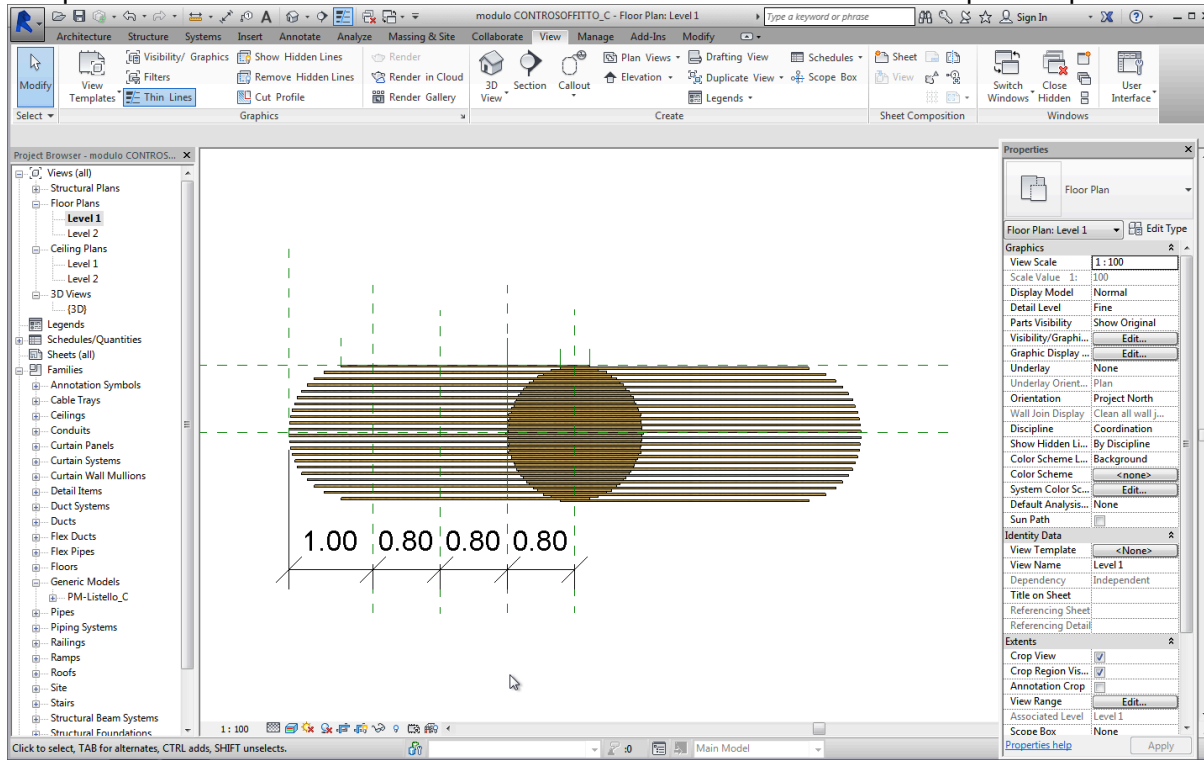 modulo CONTROSOFFITTO_C - Floor Plan: Level 1
Type a keyword or phrase
Sign In
Architecture Structure Systems Insert Annotate Analyze Massing & Site Collaborate View Manage Add-Ins Modify
Modify
View Templates
Visibility/ Graphics
Filters
Thin Lines
Show Hidden Lines
Remove Hidden Lines
Cut Profile
Render
Render in Cloud
Render Gallery
3D View
Section
Callout
Plan Views
Elevation
Drafting View
Duplicate View
Legends
Schedules
Scope Box
Sheet
View
Switch Windows
Close Hidden
User Interface
Select
Graphics
Create
Sheet Composition
Windows
Project Browser - modulo CONTROS...
Views (all)
Structural Plans
Floor Plans
Level 1
Level 2
Ceiling Plans
Level 1
Level 2
3D Views
{3D}
Legends
Schedules/Quantities
Sheets (all)
Families
Annotation Symbols
Cable Trays
Ceilings
Conduits
Curtain Panels
Curtain Systems
Curtain Wall Mullions
Detail Items
Duct Systems
Ducts
Flex Ducts
Flex Pipes
Floors
Generic Models
PM-Listello_C
Pipes
Piping Systems
Railings
Ramps
Roofs
Site
Stairs
Structural Beam Systems
Structural Foundations
1.00 0.80 0.80 0.80
Properties
Floor Plan
Floor Plan: Level 1
Edit Type
Graphics
View Scale 1 : 100
Scale Value 1: 100
Display Model Normal
Detail Level Fine
Parts Visibility Show Original
Visibility/Graphi... Edit...
Graphic Display ... Edit...
Underlay None
Underlay Orient... Plan
Orientation Project North
Wall Join Display Clean all wall j...
Discipline Coordination
Show Hidden Li... By Discipline
Color Scheme L... Background
Color Scheme <none>
System Color Sc... Edit...
Default Analysis... None
Sun Path
Identity Data
View Template <None>
View Name Level 1
Dependency Independent
Title on Sheet
Referencing Sheet
Referencing Detail
Extents
Crop View
Crop Region Vis...
Annotation Crop
View Range Edit...
Associated Level Level 1
Scope Box None
Properties help
Apply
1 : 100
Click to select, TAB for alternates, CTRL adds, SHIFT unselects.
:0
Main Model